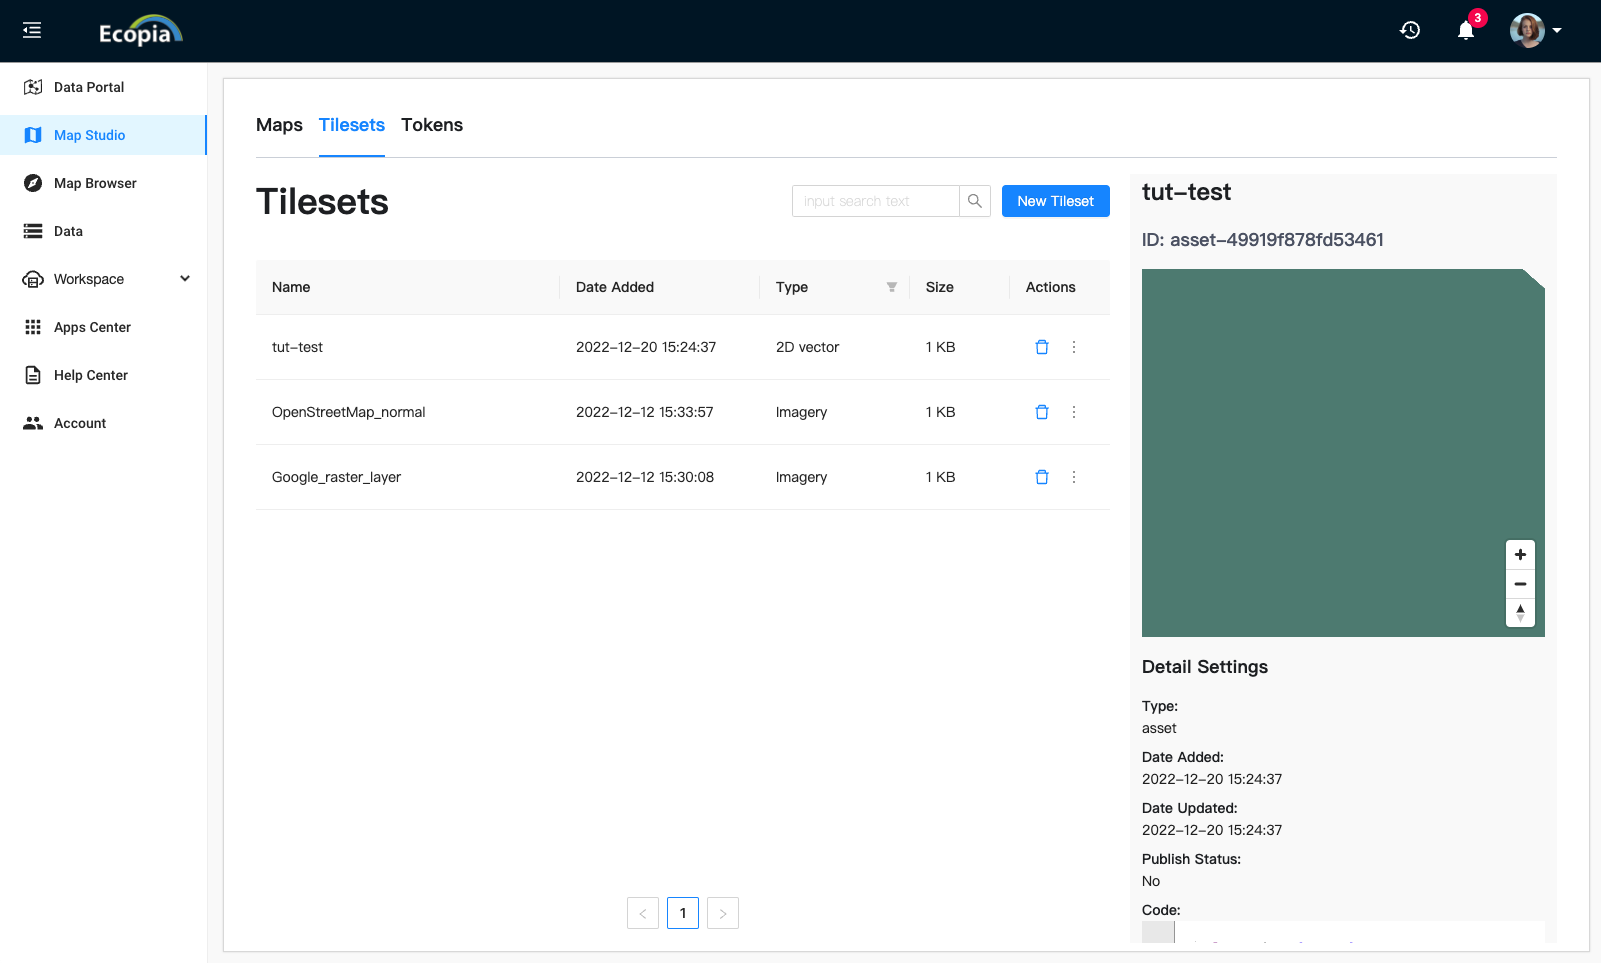 Ecopia
3
Data Portal
Map Studio
Map Browser
Data
Workspace
Apps Center
Help Center
Account
Maps Tilesets Tokens
Tilesets
input search text
New Tileset
Name Date Added Type Size Actions
tut-test 2022-12-20 15:24:37 2D vector 1 KB
OpenStreetMap_normal 2022-12-12 15:33:57 Imagery 1 KB
Google_raster_layer 2022-12-12 15:30:08 Imagery 1 KB
< 1 >
tut-test
ID: asset-49919f878fd53461
Detail Settings
Type:
asset
Date Added:
2022-12-20 15:24:37
Date Updated:
2022-12-20 15:24:37
Publish Status:
No
Code: